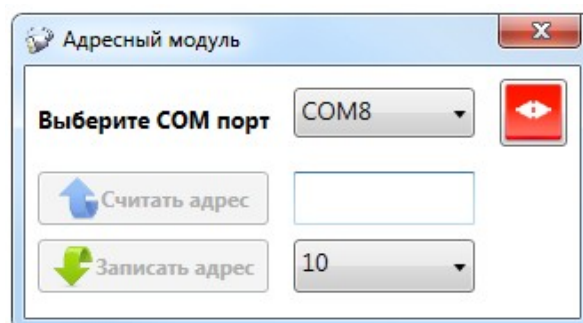 Адресный модуль
Выберите COM порт COM8
Считать адрес
Записать адрес 10